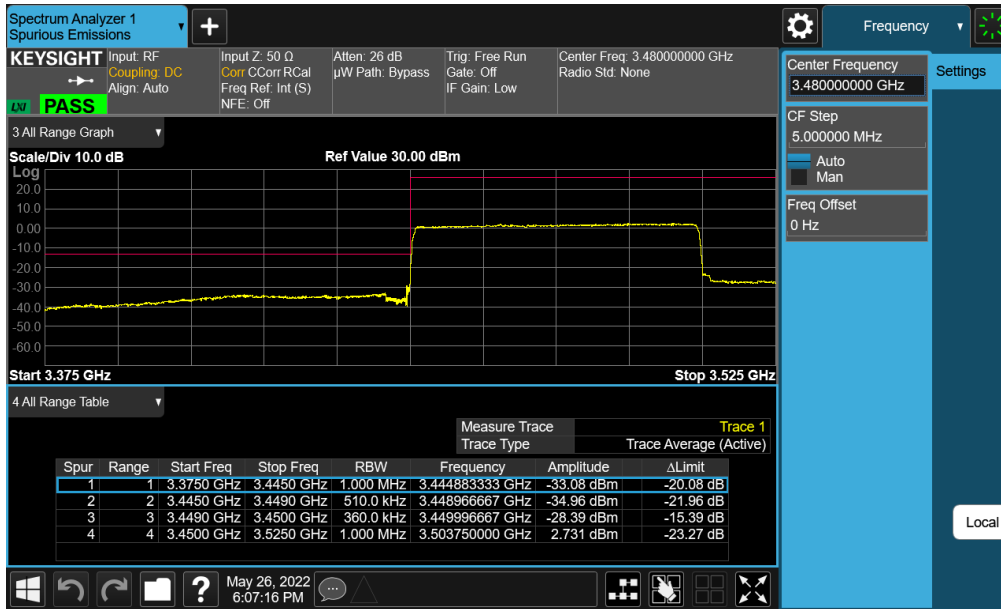 Spectrum Analyzer 1
Spurious Emissions
Frequency
KEYSIGHT
Input: RF
Coupling: DC
Align: Auto
Input Z: 50 Ω
Corr CCorr RCal
Freq Ref: Int (S)
NFE: Off
Atten: 26 dB
µW Path: Bypass
Trig: Free Run
Gate: Off
IF Gain: Low
Center Freq: 3.480000000 GHz
Radio Std: None
LXI
PASS
Center Frequency
3.480000000 GHz
Settings
CF Step
5.000000 MHz
Auto
Man
Freq Offset
0 Hz
3 All Range Graph
Scale/Div 10.0 dB
Ref Value 30.00 dBm
Log
20.0
10.0
0.00
-10.0
-20.0
-30.0
-40.0
-50.0
-60.0
Start 3.375 GHz
Stop 3.525 GHz
4 All Range Table
Measure Trace Trace 1
Trace Type Trace Average (Active)
Spur Range Start Freq Stop Freq RBW Frequency Amplitude ΔLimit
1 1 3.3750 GHz 3.4450 GHz 1.000 MHz 3.444883333 GHz -33.08 dBm -20.08 dB
2 2 3.4450 GHz 3.4490 GHz 510.0 kHz 3.448966667 GHz -34.96 dBm -21.96 dB
3 3 3.4490 GHz 3.4500 GHz 360.0 kHz 3.449996667 GHz -28.39 dBm -15.39 dB
4 4 3.4500 GHz 3.5250 GHz 1.000 MHz 3.503750000 GHz 2.731 dBm -23.27 dB
Local
?
May 26, 2022
6:07:16 PM